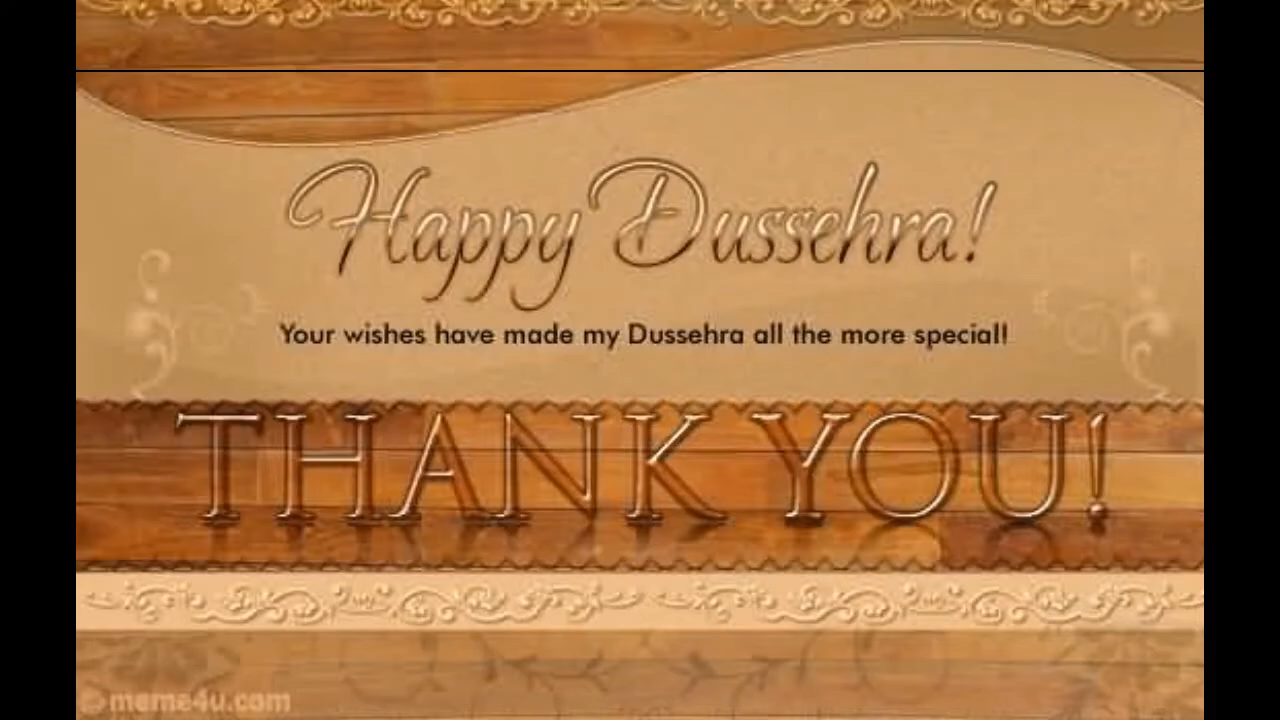 Happy Dussehra!
Your wishes have made my Dussehra all the more special!
THANK YOU!
© meme4u.com